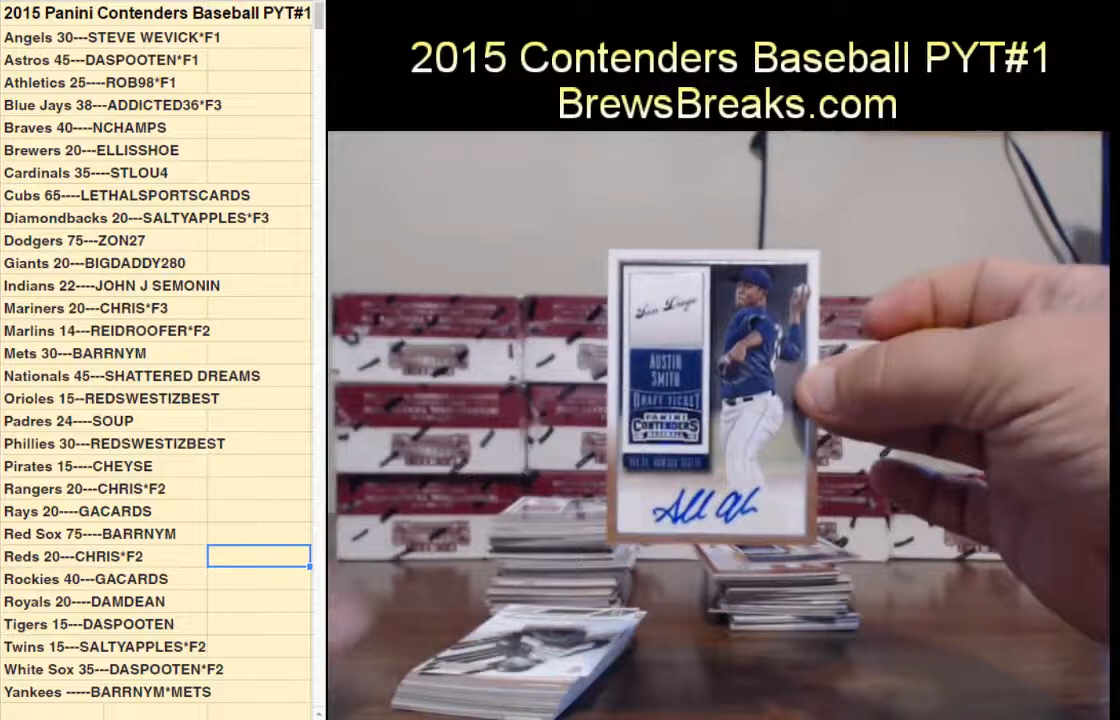 2015 Panini Contenders Baseball PYT#1
Angels 30---STEVE WEVICK*F1
Astros 45----DASPOOTEN*F1
Athletics 25----ROB98*F1
Blue Jays 38---ADDICTED36*F3
Braves 40----NCHAMPS
Brewers 20---ELLISSHOE
Cardinals 35----STLOU4
Cubs 65----LETHALSPORTSCARDS
Diamondbacks 20---SALTYAPPLES*F3
Dodgers 75---ZON27
Giants 20---BIGDADDY280
Indians 22----JOHN J SEMONIN
Mariners 20---CHRIS*F3
Marlins 14---REIDROOFER*F2
Mets 30---BARRNYM
Nationals 45---SHATTERED DREAMS
Orioles 15--REDSWESTIZBEST
Padres 24----SOUP
Phillies 30---REDSWESTIZBEST
Pirates 15----CHEYSE
Rangers 20---CHRIS*F2
Rays 20----GACARDS
Red Sox 75----BARRNYM
Reds 20---CHRIS*F2
Rockies 40---GACARDS
Royals 20----DAMDEAN
Tigers 15----DASPOOTEN
Twins 15----SALTYAPPLES*F2
White Sox 35----DASPOOTEN*F2
Yankees -----BARRNYM*METS
2015 Contenders Baseball PYT#1
BrewsBreaks.com
San Diego
AUSTIN
SMITH
DRAFT TICKET
PANINI
CONTENDERS
BASEBALL